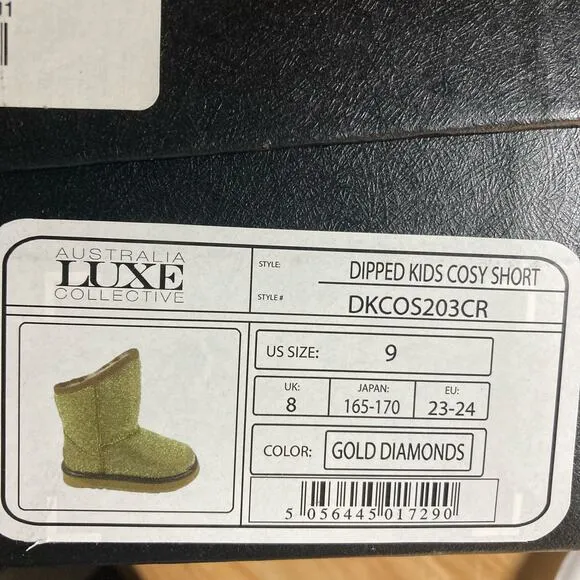 11
AUSTRALIA
LUXE
COLLECTIVE
STYLE: DIPPED KIDS COSY SHORT
STYLE # DKCOS203CR
US SIZE: 9
UK: JAPAN: EU:
8 165-170 23-24
COLOR: GOLD DIAMONDS
5 056445 017290